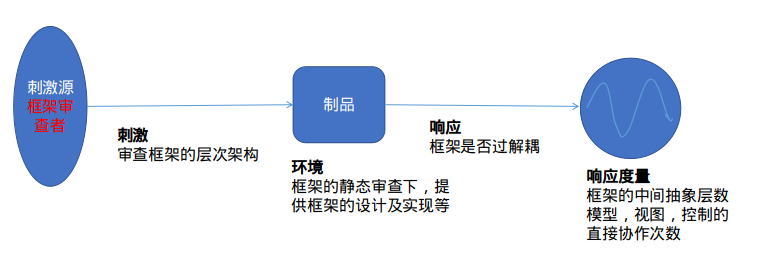 刺激源
框架审
查者
刺激
审查框架的层次架构
制品
环境
框架的静态审查下，提
供框架的设计及实现等
响应
框架是否过解耦
响应度量
框架的中间抽象层数
模型，视图，控制的
直接协作次数